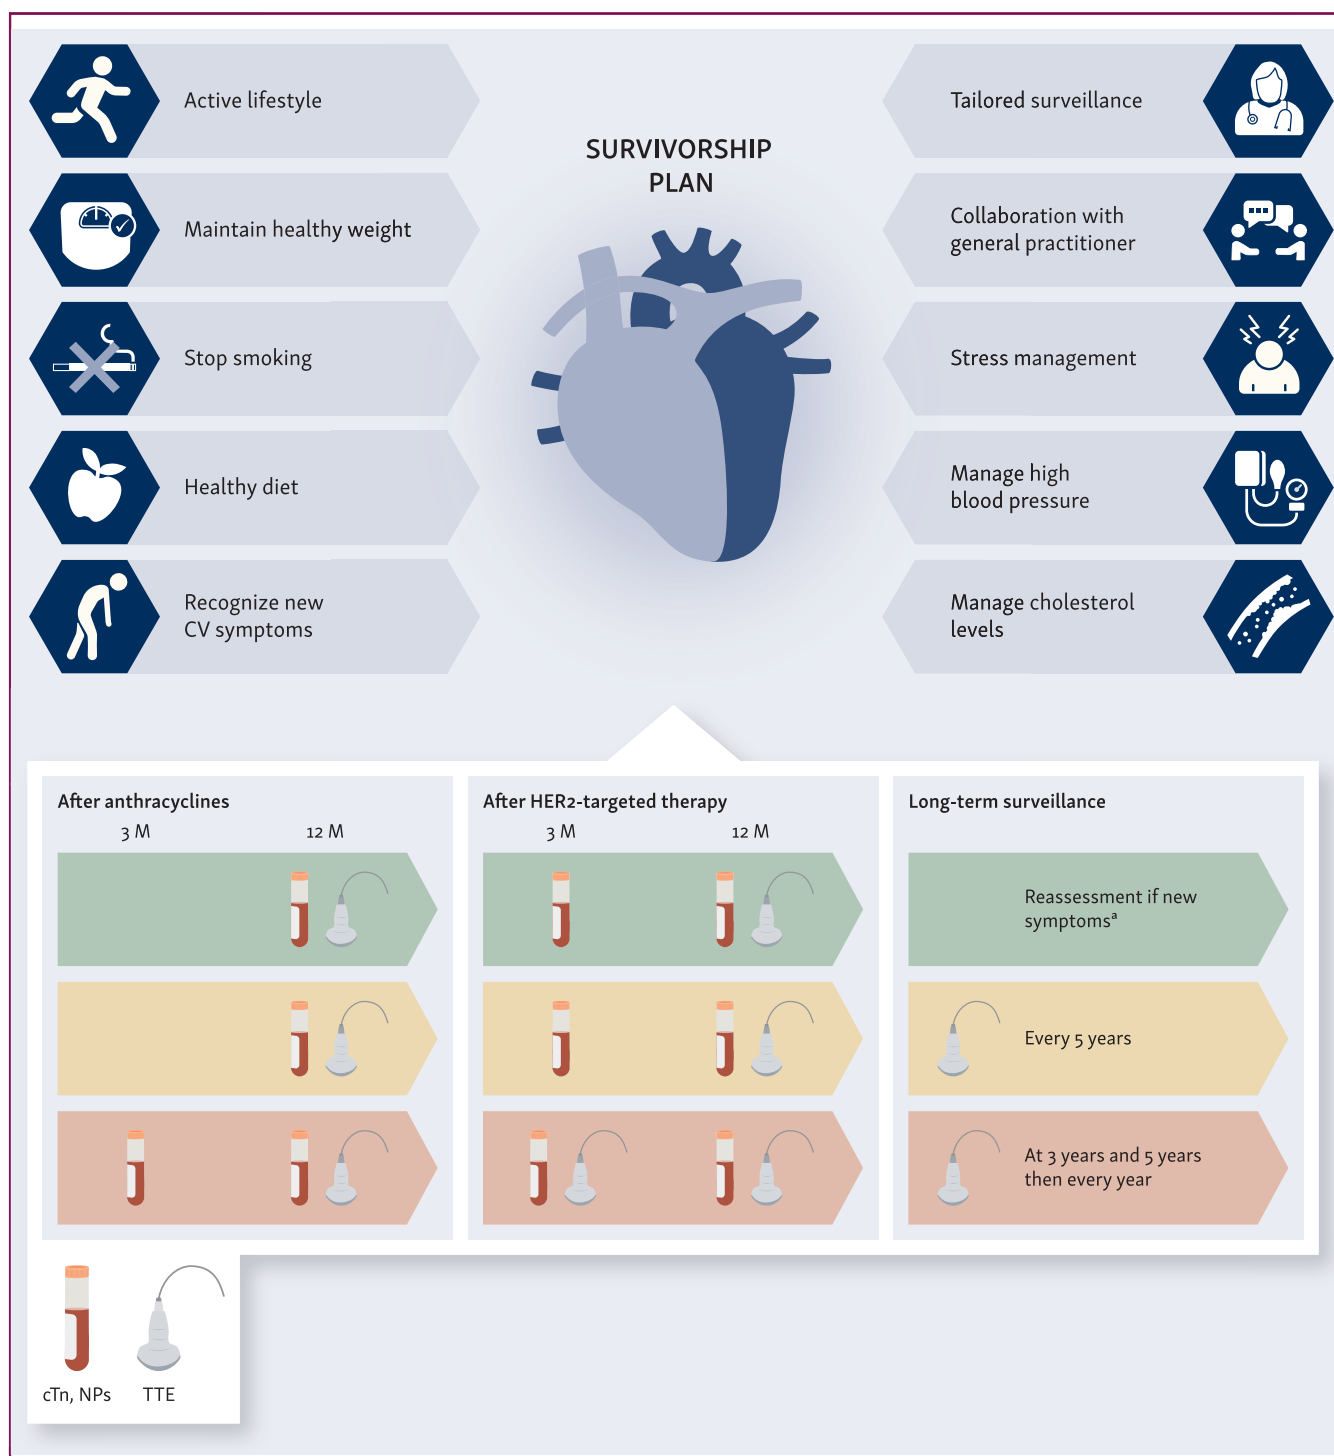 Active lifestyle
Maintain healthy weight
Stop smoking
Healthy diet
Recognize new
CV symptoms
SURVIVORSHIP
PLAN
Tailored surveillance
Collaboration with
general practitioner
Stress management
Manage high
blood pressure
Manage cholesterol
levels
After anthracyclines
3 M 12 M
After HER2-targeted therapy
3 M 12 M
Long-term surveillance
Reassessment if new
symptomsᵃ
Every 5 years
At 3 years and 5 years
then every year
cTn, NPs TTE